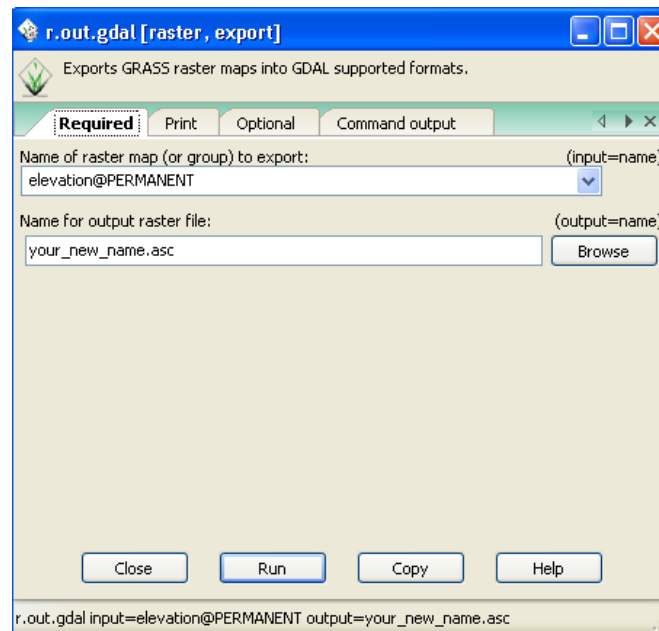 r.out.gdal [raster, export]
Exports GRASS raster maps into GDAL supported formats.
Required Print Optional Command output
Name of raster map (or group) to export: (input=name)
elevation@PERMANENT
Name for output raster file: (output=name)
your_new_name.asc Browse
Close Run Copy Help
r.out.gdal input=elevation@PERMANENT output=your_new_name.asc